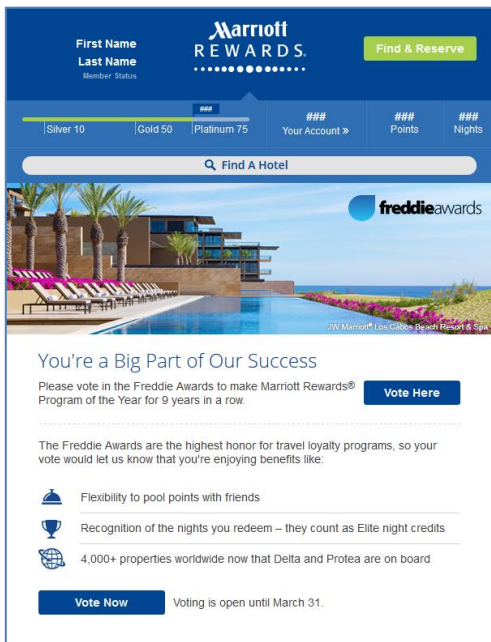 First Name
Last Name
Member Status
Marriott
REWARDS.
Find & Reserve
###
Silver 10
Gold 50
Platinum 75
###
Your Account »
###
Points
###
Nights
Find A Hotel
freddieawards
JW Marriott® Los Cabos Beach Resort & Spa
You're a Big Part of Our Success
Please vote in the Freddie Awards to make Marriott Rewards®
Program of the Year for 9 years in a row.
Vote Here
The Freddie Awards are the highest honor for travel loyalty programs, so your
vote would let us know that you're enjoying benefits like:
Flexibility to pool points with friends
Recognition of the nights you redeem – they count as Elite night credits
4,000+ properties worldwide now that Delta and Protea are on board
Vote Now
Voting is open until March 31.